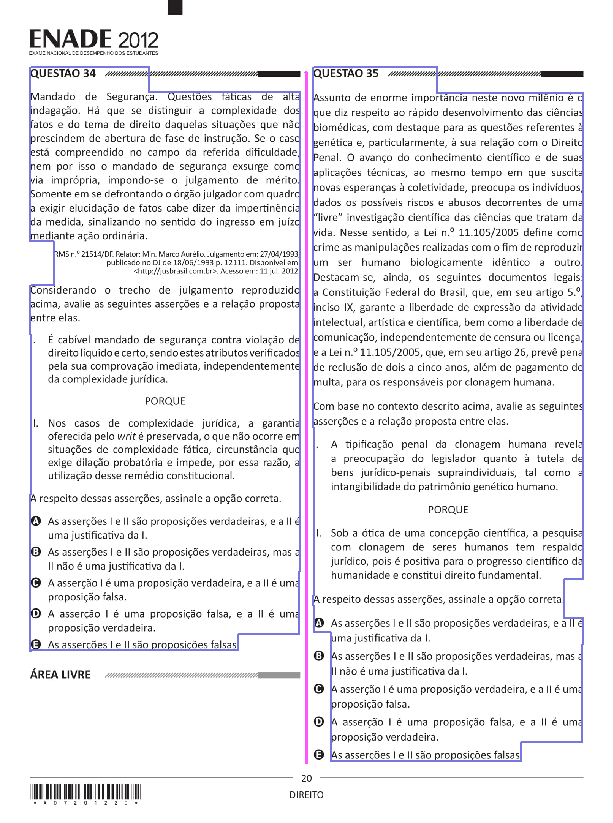 ENADE 2012
EXAME NACIONAL DE DESEMPENHO DOS ESTUDANTES
QUESTÃO 34
Mandado de Segurança. Questões fáticas de alta
indagação. Há que se distinguir a complexidade dos
fatos e do tema de direito daquelas situações que não
prescindem de abertura de fase de instrução. Se o caso
está compreendido no campo da referida dificuldade,
nem por isso o mandado de segurança exsurge como
via imprópria, impondo-se o julgamento de mérito.
Somente em se defrontando o órgão julgador com quadro
a exigir elucidação de fatos cabe dizer da impertinência
da medida, sinalizando no sentido do ingresso em juízo
mediante ação ordinária.
RMS n.º 21514/DF. Relator: Min. Marco Aurélio. Julgamento em: 27/04/1993,
publicado no DJ de 18/06/1993 p. 12111. Disponível em:
<http://jusbrasil.com.br>. Acesso em: 11 jul. 2012.
Considerando o trecho de julgamento reproduzido
acima, avalie as seguintes asserções e a relação proposta
entre elas.
I. É cabível mandado de segurança contra violação de
direito líquido e certo, sendo estes atributos verificados
pela sua comprovação imediata, independentemente
da complexidade jurídica.
PORQUE
II. Nos casos de complexidade jurídica, a garantia
oferecida pelo writ é preservada, o que não ocorre em
situações de complexidade fática, circunstância que
exige dilação probatória e impede, por essa razão, a
utilização desse remédio constitucional.
A respeito dessas asserções, assinale a opção correta.
A As asserções I e II são proposições verdadeiras, e a II é
uma justificativa da I.
B As asserções I e II são proposições verdadeiras, mas a
II não é uma justificativa da I.
C A asserção I é uma proposição verdadeira, e a II é uma
proposição falsa.
D A asserção I é uma proposição falsa, e a II é uma
proposição verdadeira.
E As asserções I e II são proposições falsas.
ÁREA LIVRE
QUESTÃO 35
Assunto de enorme importância neste novo milênio é o
que diz respeito ao rápido desenvolvimento das ciências
biomédicas, com destaque para as questões referentes à
genética e, particularmente, à sua relação com o Direito
Penal. O avanço do conhecimento científico e de suas
aplicações técnicas, ao mesmo tempo em que suscita
novas esperanças à coletividade, preocupa os indivíduos,
dados os possíveis riscos e abusos decorrentes de uma
“livre” investigação científica das ciências que tratam da
vida. Nesse sentido, a Lei n.º 11.105/2005 define como
crime as manipulações realizadas com o fim de reproduzir
um ser humano biologicamente idêntico a outro.
Destacam-se, ainda, os seguintes documentos legais:
a Constituição Federal do Brasil, que, em seu artigo 5.º,
inciso IX, garante a liberdade de expressão da atividade
intelectual, artística e científica, bem como a liberdade de
comunicação, independentemente de censura ou licença,
e a Lei n.º 11.105/2005, que, em seu artigo 26, prevê pena
de reclusão de dois a cinco anos, além de pagamento de
multa, para os responsáveis por clonagem humana.
Com base no contexto descrito acima, avalie as seguintes
asserções e a relação proposta entre elas.
I. A tipificação penal da clonagem humana revela
a preocupação do legislador quanto à tutela de
bens jurídico-penais supraindividuais, tal como a
intangibilidade do patrimônio genético humano.
PORQUE
II. Sob a ótica de uma concepção científica, a pesquisa
com clonagem de seres humanos tem respaldo
jurídico, pois é positiva para o progresso científico da
humanidade e constitui direito fundamental.
A respeito dessas asserções, assinale a opção correta.
A As asserções I e II são proposições verdadeiras, e a II é
uma justificativa da I.
B As asserções I e II são proposições verdadeiras, mas a
II não é uma justificativa da I.
C A asserção I é uma proposição verdadeira, e a II é uma
proposição falsa.
D A asserção I é uma proposição falsa, e a II é uma
proposição verdadeira.
E As asserções I e II são proposições falsas.
20
DIREITO